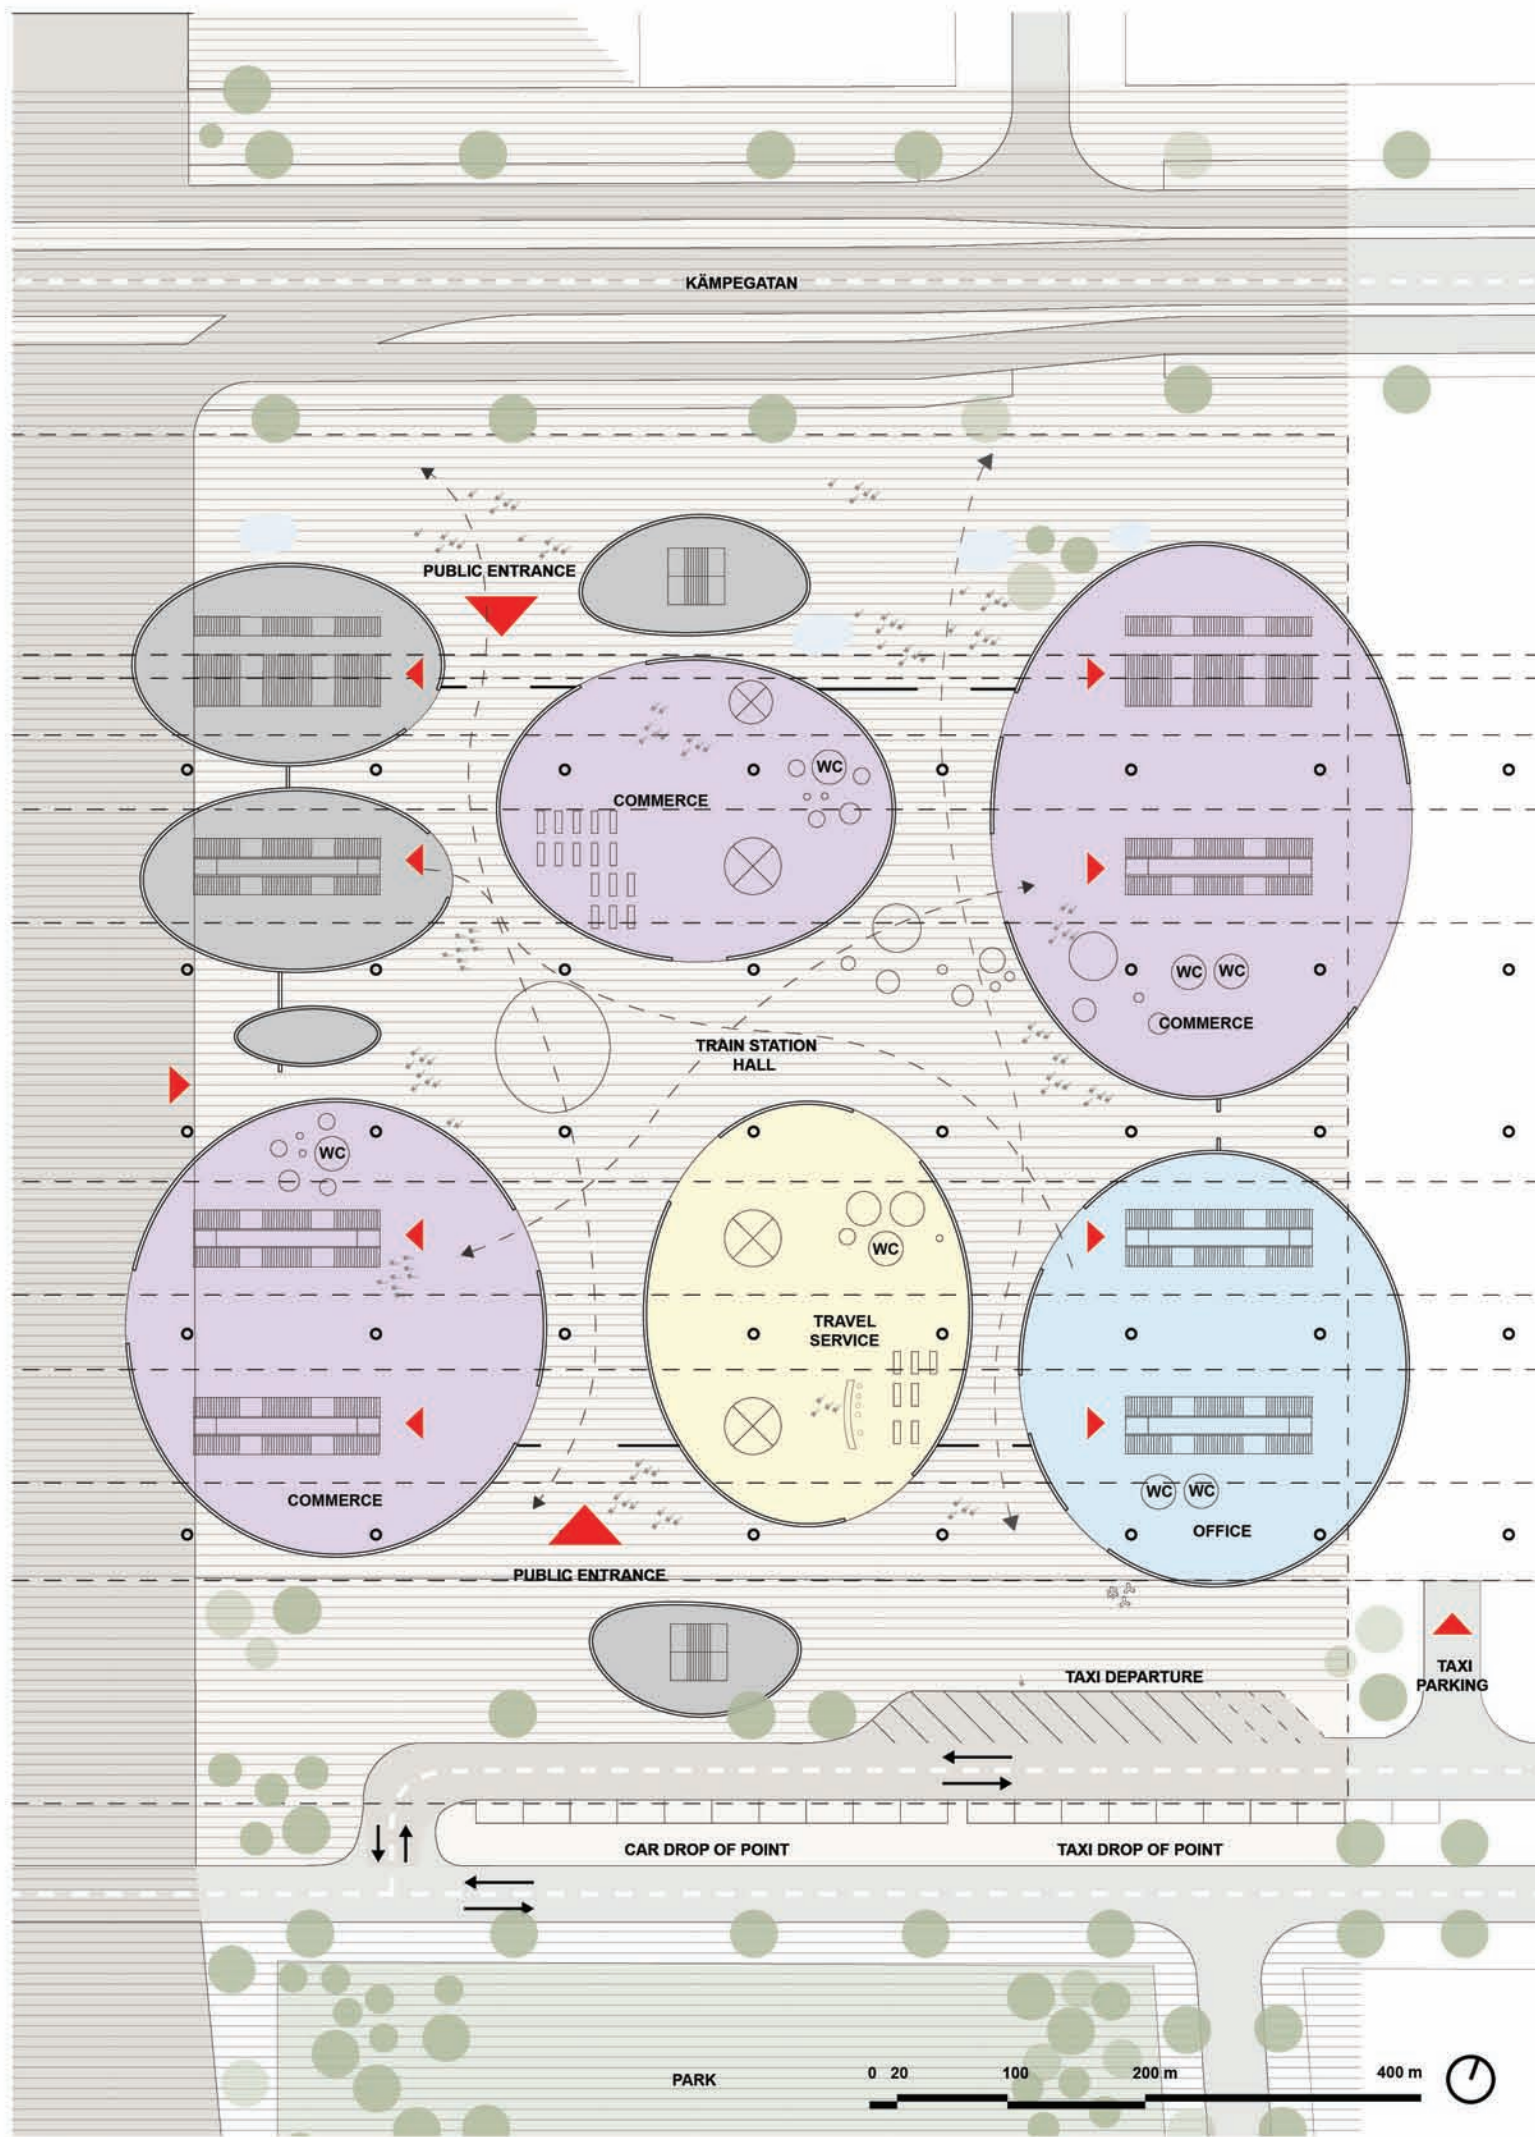 KÄMPEGATAN
PUBLIC ENTRANCE
WC
COMMERCE
WC WC
COMMERCE
TRAIN STATION
HALL
WC
WC
TRAVEL
SERVICE
COMMERCE
WC WC
OFFICE
PUBLIC ENTRANCE
TAXI DEPARTURE
TAXI
PARKING
CAR DROP OF POINT
TAXI DROP OF POINT
PARK
0 20 100 200 m 400 m